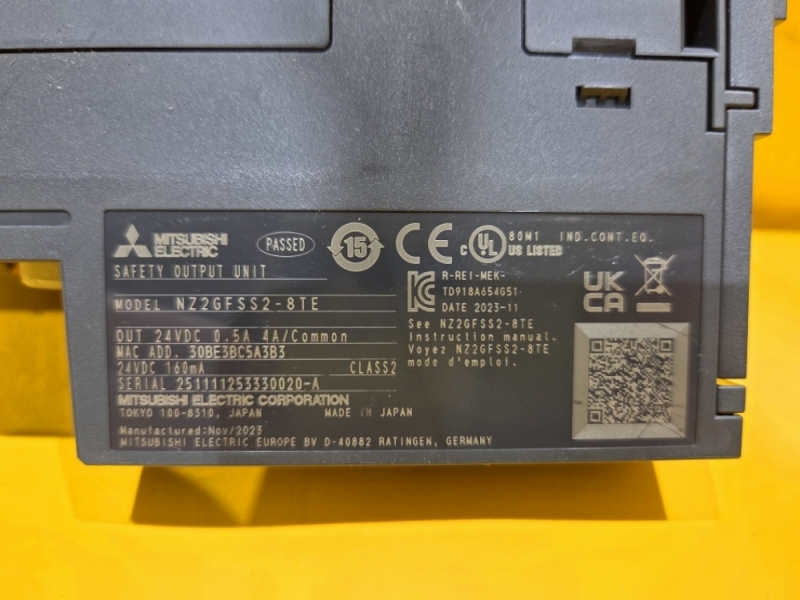 MITSUBISHI
ELECTRIC
PASSED
15
CE
C UL US LISTED
80M1 IND.CONT.EQ.
SAFETY OUTPUT UNIT
MODEL NZ2GFSS2-8TE
R-REI-MEK-
TD918A654G51
DATE 2023-11
UK
CA
OUT 24VDC 0.5A 4A/Common
MAC ADD. 30BE3BC5A3B3
24VDC 160mA CLASS2
SERIAL 251111253330020-A
See NZ2GFSS2-8TE
instruction manual.
Voyez NZ2GFSS2-8TE
mode d'emploi.
MITSUBISHI ELECTRIC CORPORATION
TOKYO 100-8310, JAPAN MADE IN JAPAN
Manufactured:Nov/2023
MITSUBISHI ELECTRIC EUROPE BV D-40882 RATINGEN, GERMANY